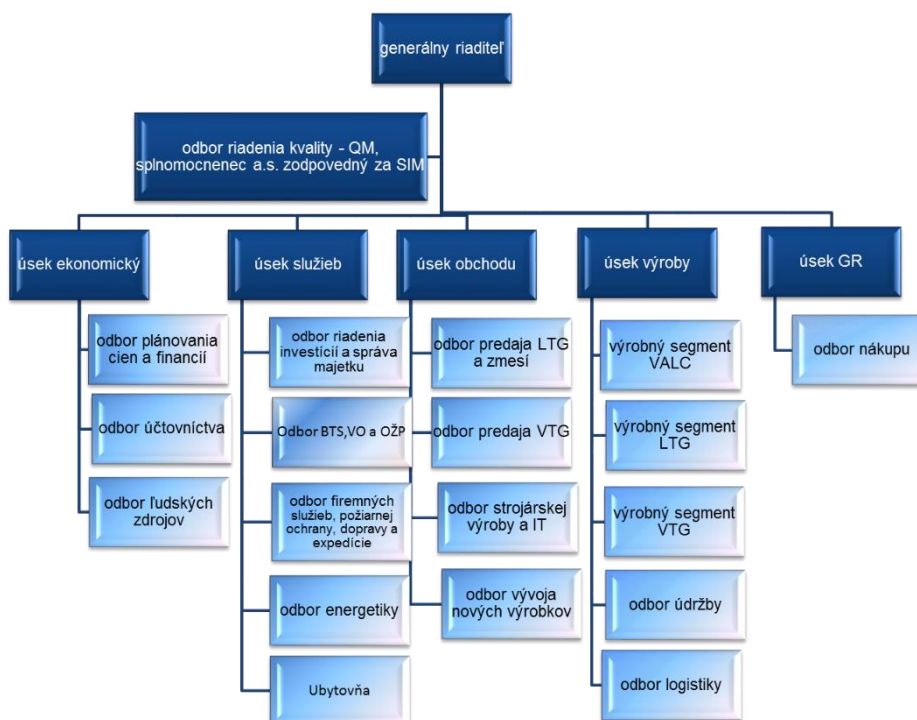 generálny riaditeľ
odbor riadenia kvality - QM,
splnomocnenec a.s. zodpovedný za
SIM
úsek ekonomický
úsek služieb
úsek obchodu
úsek výroby
úsek GR
odbor plánovania
cien a financií
odbor účtovníctva
odbor ľudských
zdrojov
odbor riadenia
investícií a správa
majetku
Odbor BTS,VO a OŽP
odbor firemných
služieb, požiarnej
ochrany, dopravy a
expedície
odbor energetiky
Ubytovňa
odbor predaja LTG
a zmesí
odbor predaja VTG
odbor strojárskej
výroby a IT
odbor vývoja
nových výrobkov
výrobný segment
VALC
výrobný segment
LTG
výrobný segment
VTG
odbor údržby
odbor logistiky
odbor nákupu